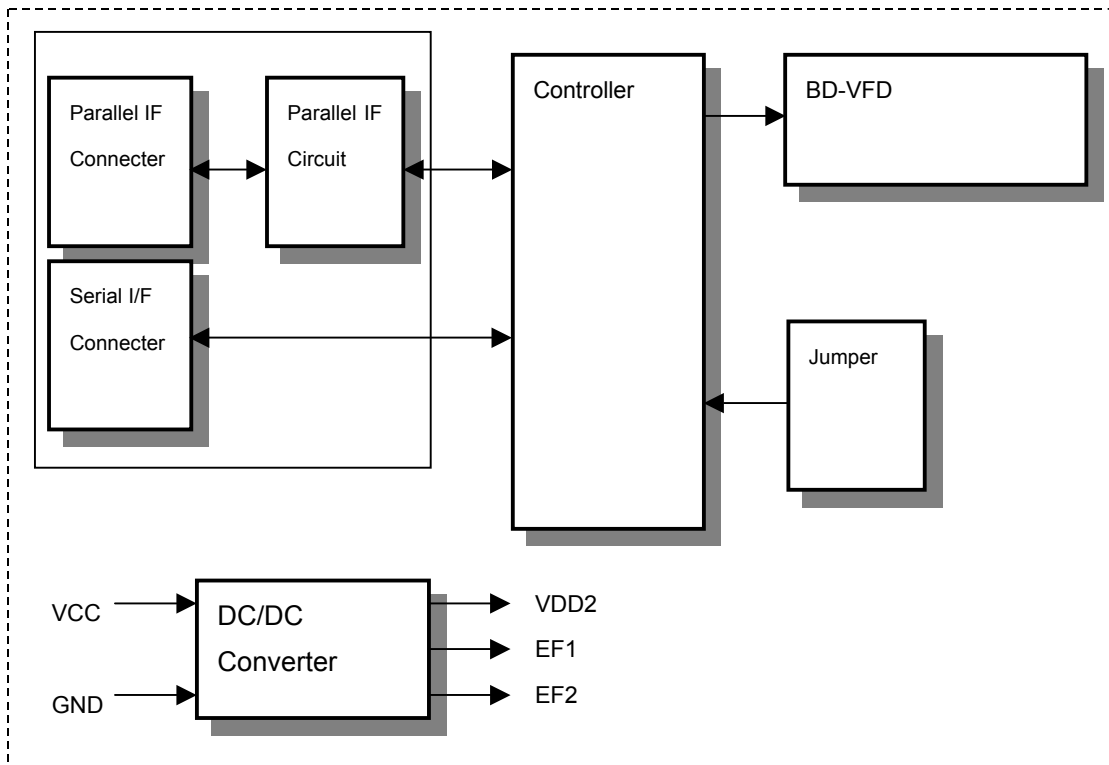 Parallel IF
Connecter
Parallel IF
Circuit
Controller
BD-VFD
Serial I/F
Connecter
Jumper
VCC
GND
DC/DC
Converter
VDD2
EF1
EF2